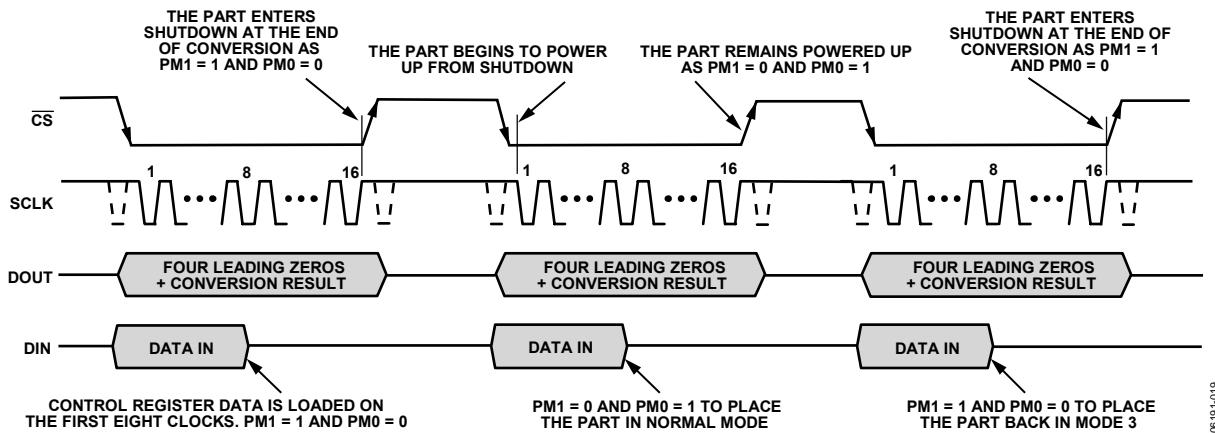 THE PART ENTERS
SHUTDOWN AT THE END
OF CONVERSION AS
PM1 = 1 AND PM0 = 0
THE PART BEGINS TO POWER
UP FROM SHUTDOWN
THE PART REMAINS POWERED UP
AS PM1 = 0 AND PM0 = 1
THE PART ENTERS
SHUTDOWN AT THE END OF
CONVERSION AS PM1 = 1
AND PM0 = 0
CS
1 8 16 1 8 16 1 8 16
SCLK
DOUT
FOUR LEADING ZEROS
+ CONVERSION RESULT
FOUR LEADING ZEROS
+ CONVERSION RESULT
FOUR LEADING ZEROS
+ CONVERSION RESULT
DIN
DATA IN
DATA IN
DATA IN
CONTROL REGISTER DATA IS LOADED ON
THE FIRST EIGHT CLOCKS. PM1 = 1 AND PM0 = 0
PM1 = 0 AND PM0 = 1 TO PLACE
THE PART IN NORMAL MODE
PM1 = 1 AND PM0 = 0 TO PLACE
THE PART BACK IN MODE 3
06191-019